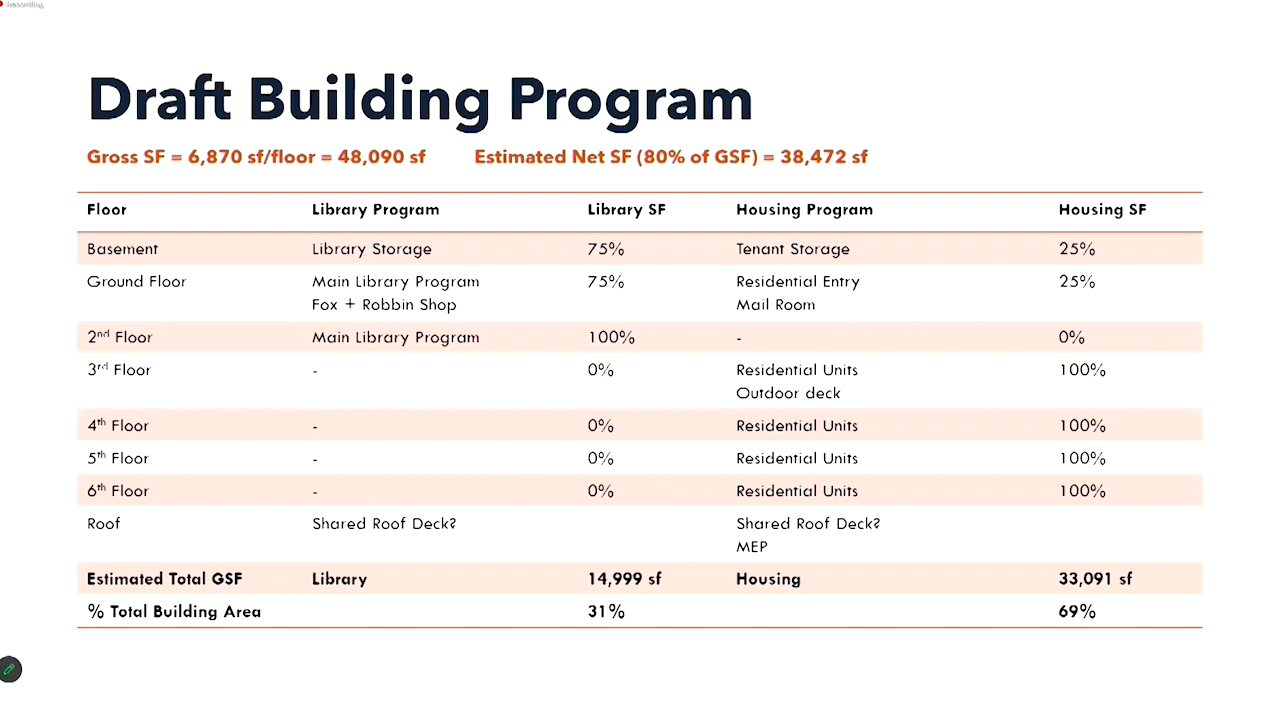 Draft Building Program
Gross SF = 6,870 sf/floor = 48,090 sf Estimated Net SF (80% of GSF) = 38,472 sf
Floor Library Program Library SF Housing Program Housing SF
Basement Library Storage 75% Tenant Storage 25%
Ground Floor Main Library Program 75% Residential Entry 25%
Fox + Robbin Shop Mail Room
2nd Floor Main Library Program 100% - 0%
3rd Floor - 0% Residential Units 100%
Outdoor deck
4th Floor - 0% Residential Units 100%
5th Floor - 0% Residential Units 100%
6th Floor - 0% Residential Units 100%
Roof Shared Roof Deck? Shared Roof Deck?
MEP
Estimated Total GSF Library 14,999 sf Housing 33,091 sf
% Total Building Area 31% 69%